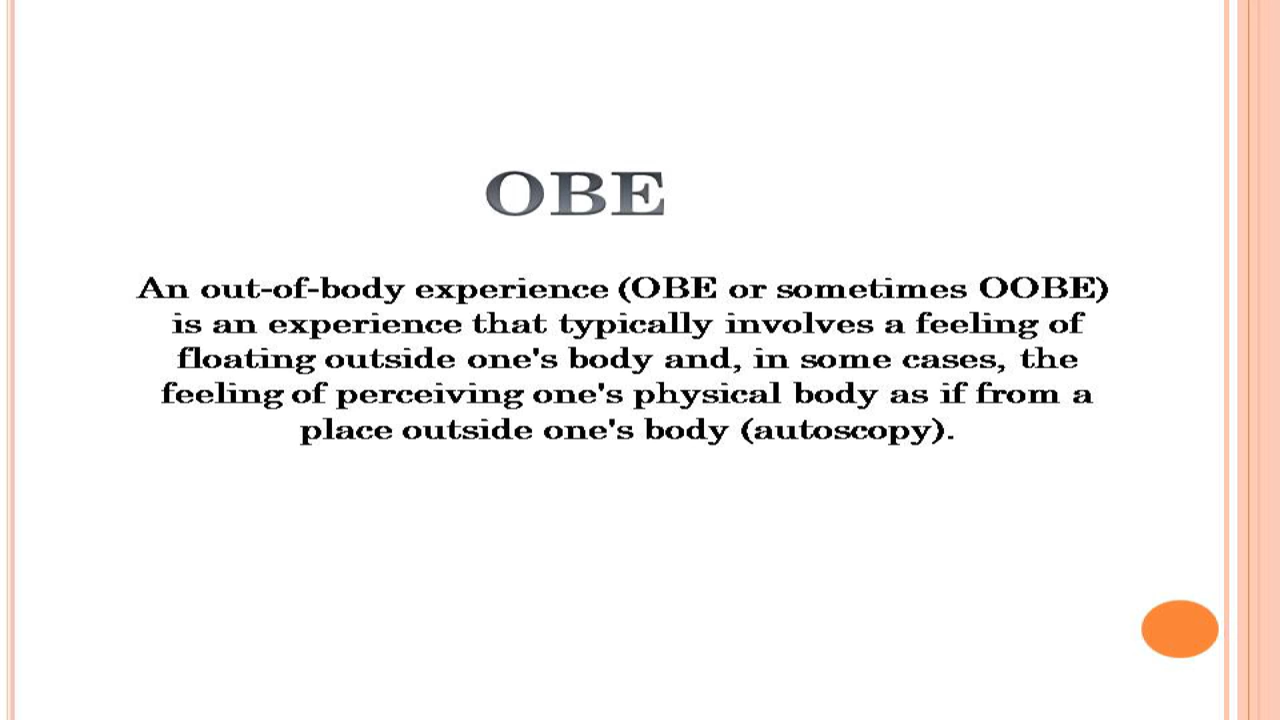 OBE
An out-of-body experience (OBE or sometimes OOBE)
is an experience that typically involves a feeling of
floating outside one's body and, in some cases, the
feeling of perceiving one's physical body as if from a
place outside one's body (autoscopy).